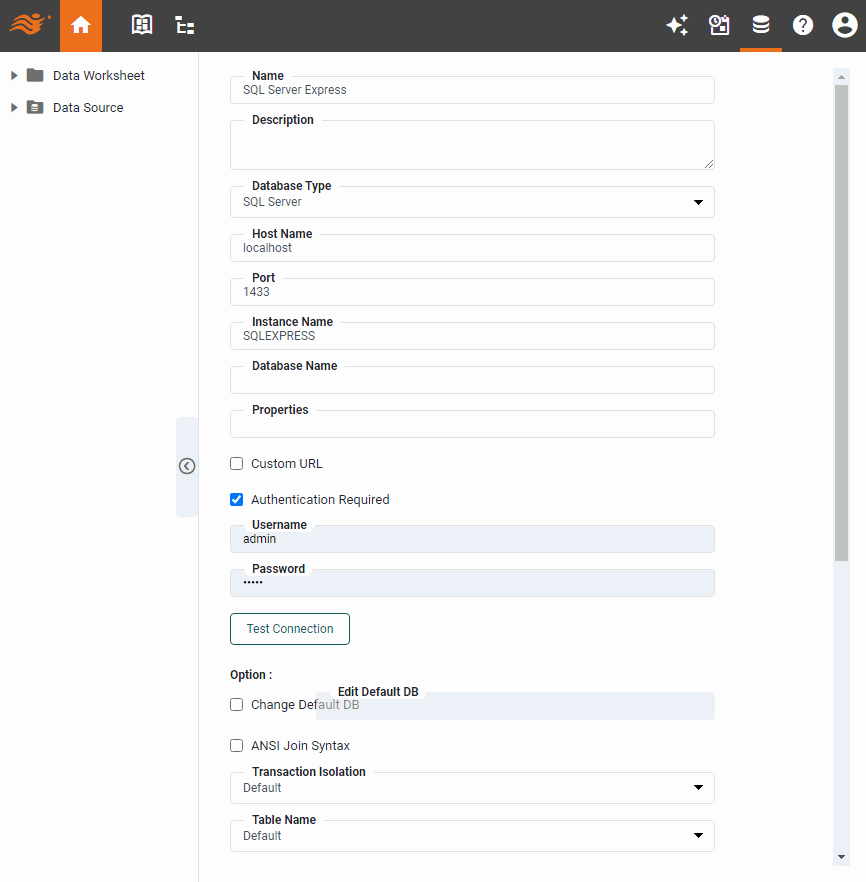 ?
Data Worksheet
Data Source
Name
SQL Server Express
Description
Database Type
SQL Server
Host Name
localhost
Port
1433
Instance Name
SQLEXPRESS
Database Name
Properties
Custom URL
Authentication Required
Username
admin
Password
•••••
Test Connection
Option :
Edit Default DB
Change Default DB
ANSI Join Syntax
Transaction Isolation
Default
Table Name
Default